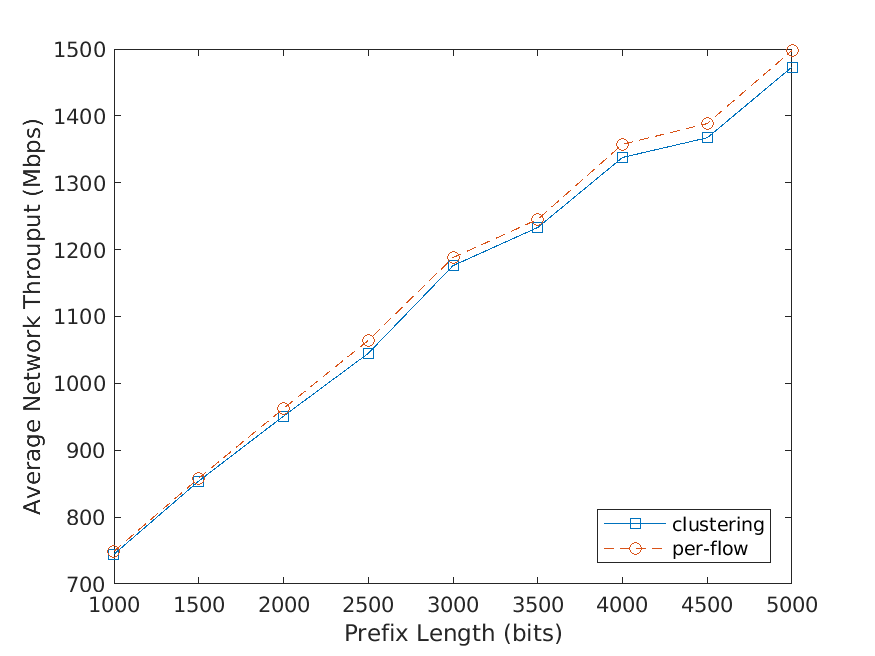 1500
1400
1300
1200
1100
1000
900
800
700
Average Network Throuput (Mbps)
clustering
per-flow
1000 1500 2000 2500 3000 3500 4000 4500 5000
Prefix Length (bits)